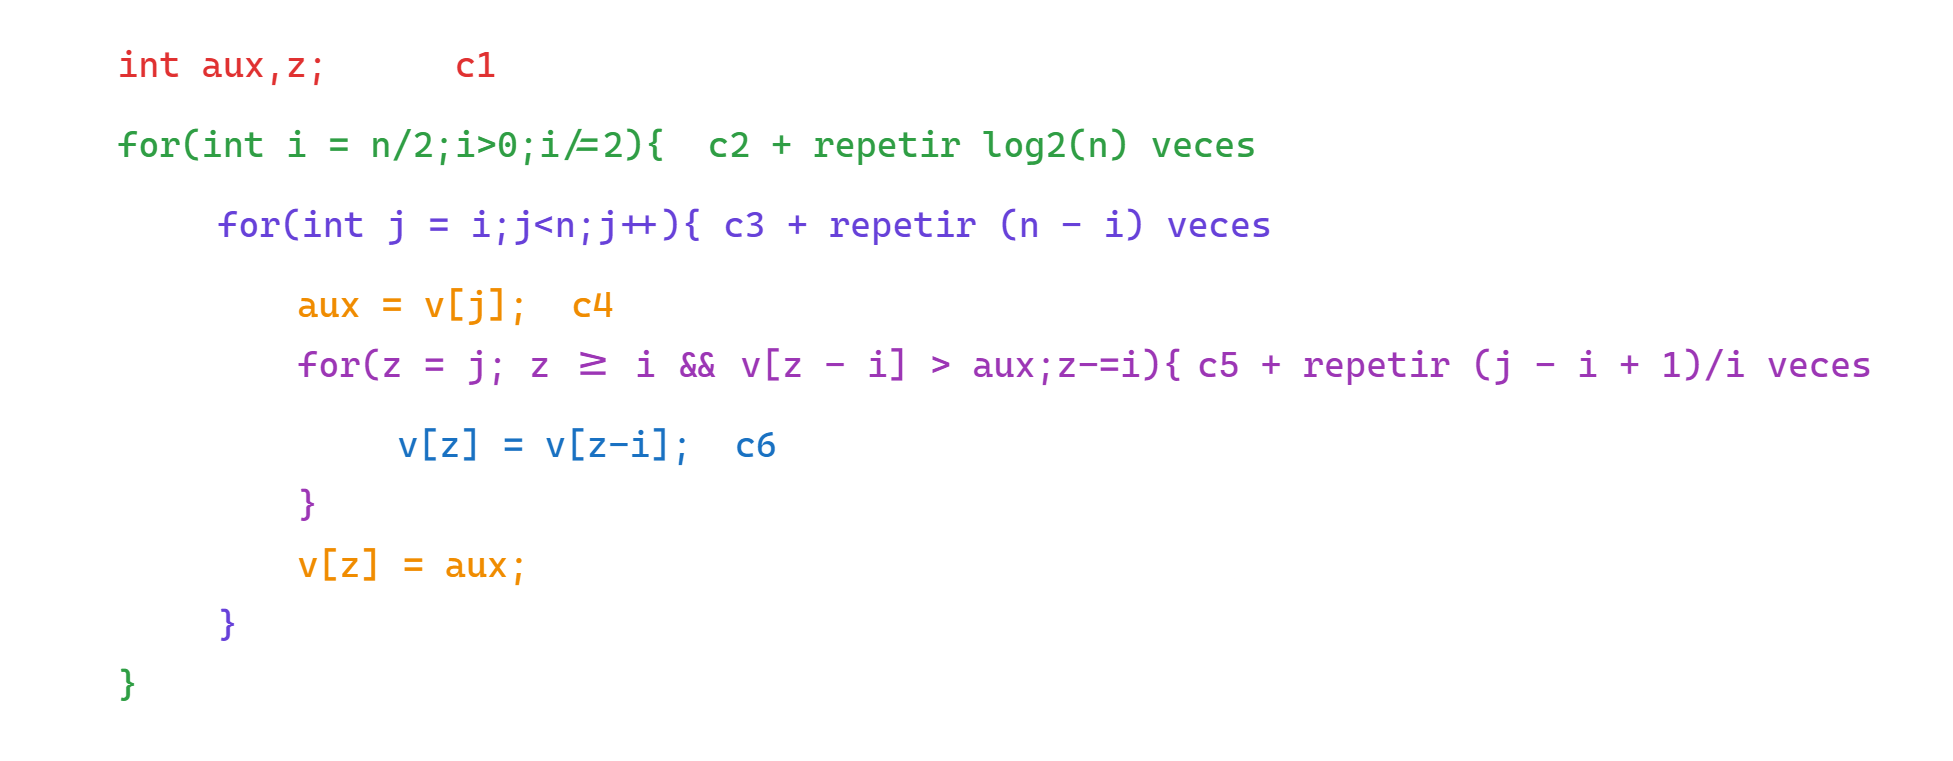 int aux,z; c1
for(int i = n/2;i>0;i/=2){ c2 + repetir log2(n) veces
for(int j = i;j<n;j++){ c3 + repetir (n - i) veces
aux = v[j]; c4
for(z = j; z ≥ i && v[z - i] > aux;z-=i){ c5 + repetir (j - i + 1)/i veces
v[z] = v[z-i]; c6
}
v[z] = aux;
}
}